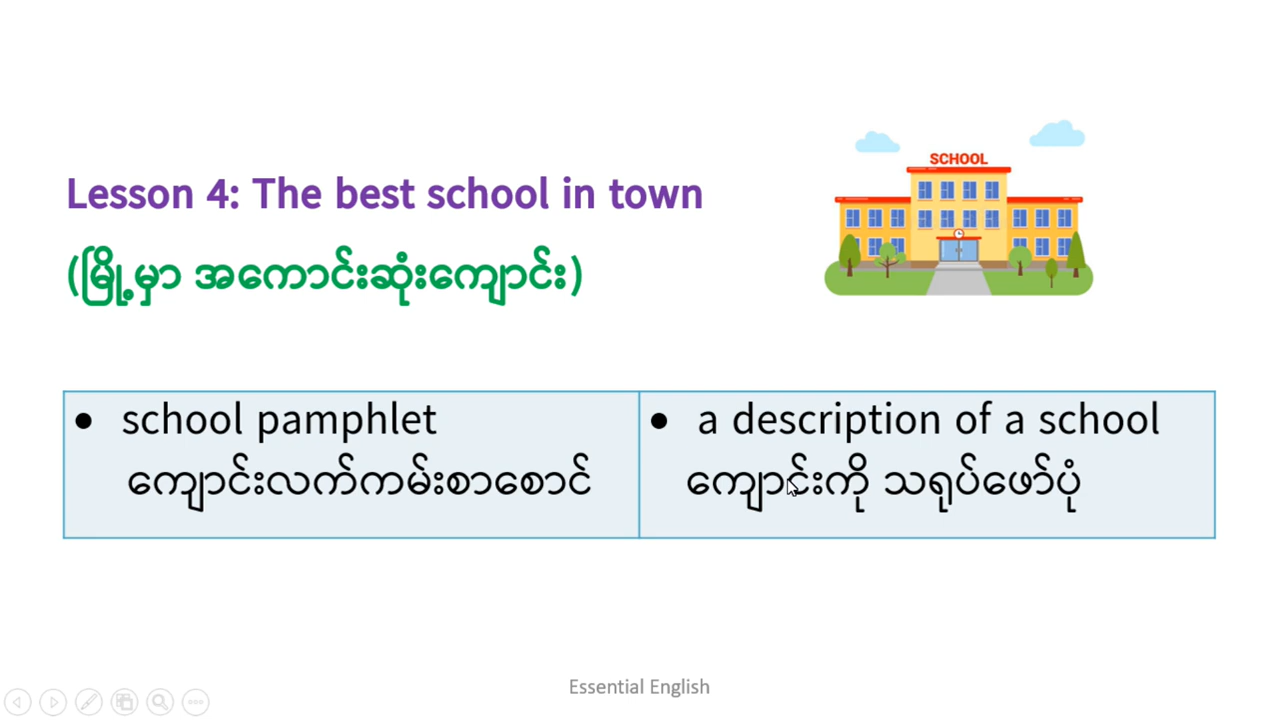 SCHOOL
Lesson 4: The best school in town
(မြို့မှာ အကောင်းဆုံးကျောင်း)
• school pamphlet
ကျောင်းလက်ကမ်းစာစောင်
• a description of a school
ကျောင်းကို သရုပ်ဖော်ပုံ
Essential English